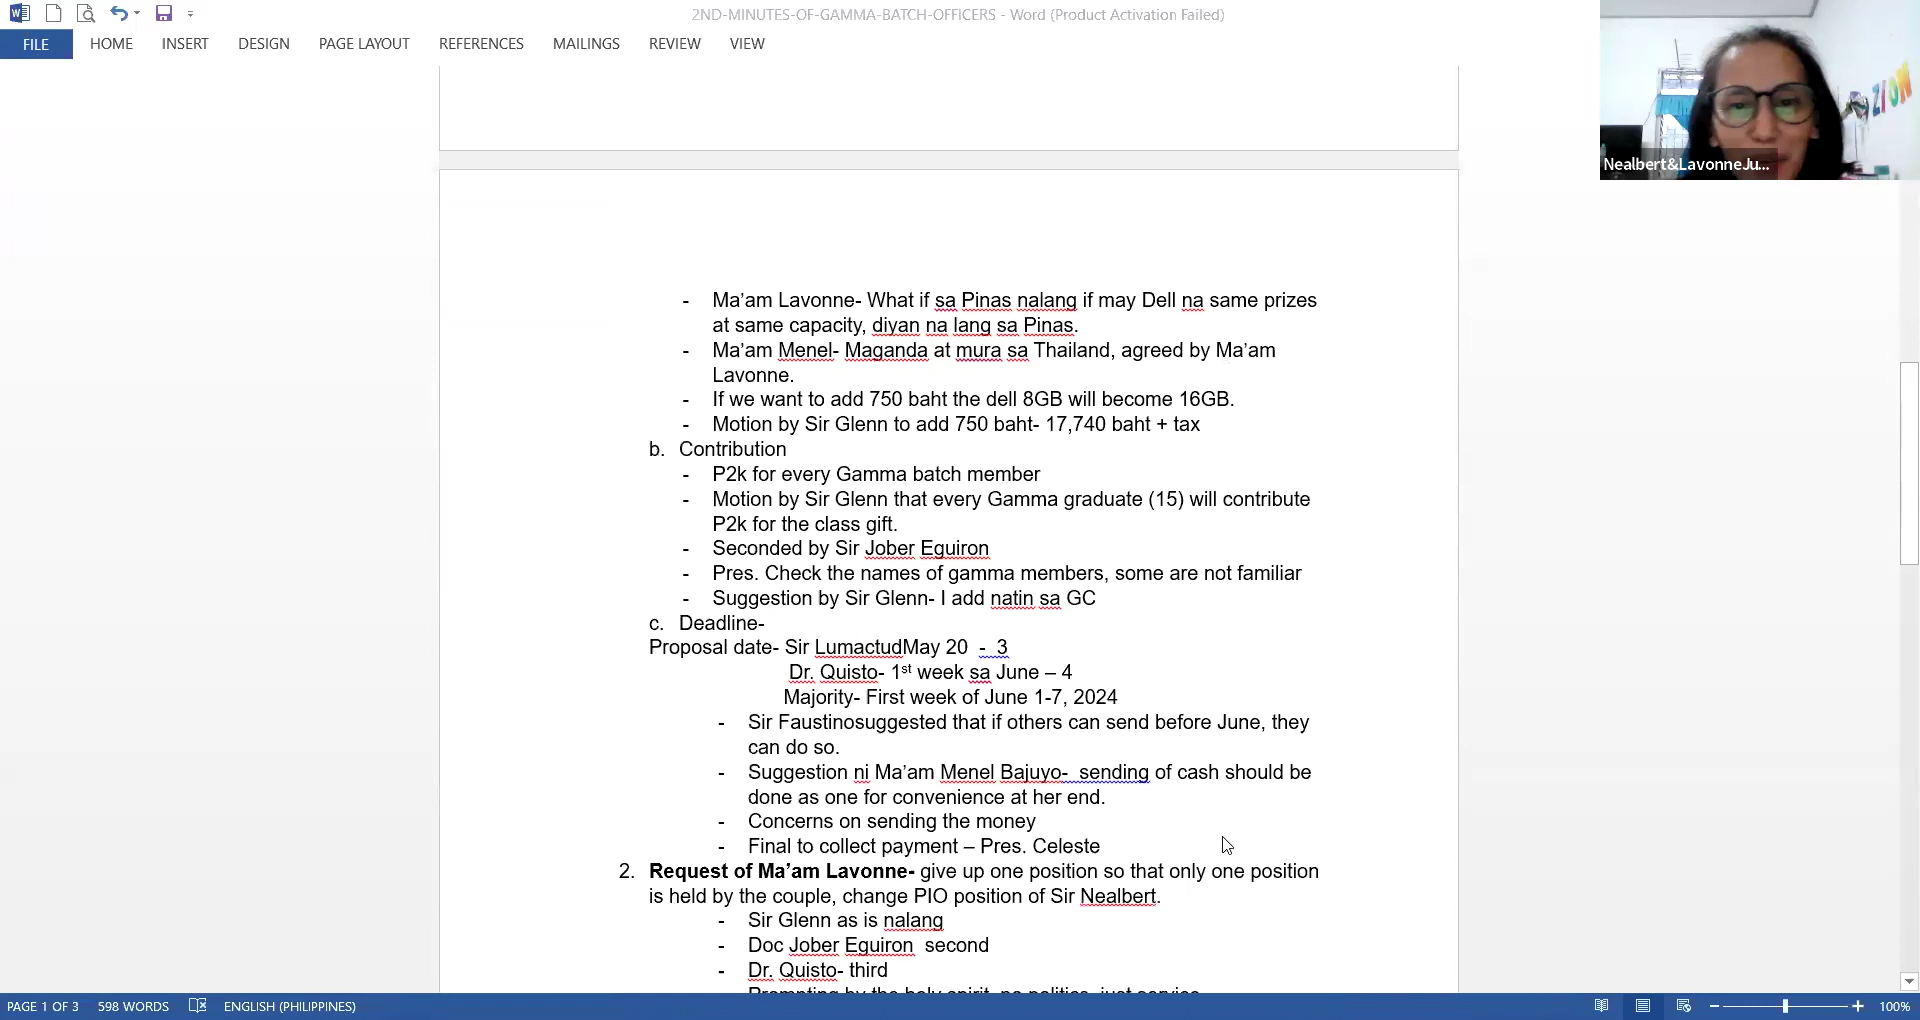 2ND-MINUTES-OF-GAMMA-BATCH-OFFICERS - Word (Product Activation Failed)
FILE HOME INSERT DESIGN PAGE LAYOUT REFERENCES MAILINGS REVIEW VIEW
ZION
Nealbert&LavonneJu...
- Ma'am Lavonne- What if sa Pinas nalang if may Dell na same prizes
at same capacity, diyan na lang sa Pinas.
- Ma'am Menel- Maganda at mura sa Thailand, agreed by Ma'am
Lavonne.
- If we want to add 750 baht the dell 8GB will become 16GB.
- Motion by Sir Glenn to add 750 baht- 17,740 baht + tax
b. Contribution
- P2k for every Gamma batch member
- Motion by Sir Glenn that every Gamma graduate (15) will contribute
P2k for the class gift.
- Seconded by Sir Jober Eguiron
- Pres. Check the names of gamma members, some are not familiar
- Suggestion by Sir Glenn- I add natin sa GC
c. Deadline-
Proposal date- Sir LumactudMay 20 - 3
Dr. Quisto- 1st week sa June – 4
Majority- First week of June 1-7, 2024
- Sir Faustinosuggested that if others can send before June, they
can do so.
- Suggestion ni Ma'am Menel Bajuyo- sending of cash should be
done as one for convenience at her end.
- Concerns on sending the money
- Final to collect payment – Pres. Celeste
2. Request of Ma'am Lavonne- give up one position so that only one position
is held by the couple, change PIO position of Sir Nealbert.
- Sir Glenn as is nalang
- Doc Jober Eguiron second
- Dr. Quisto- third
Prompting by the holy spirit, no politics, just service
PAGE 1 OF 3 598 WORDS ENGLISH (PHILIPPINES) 100%